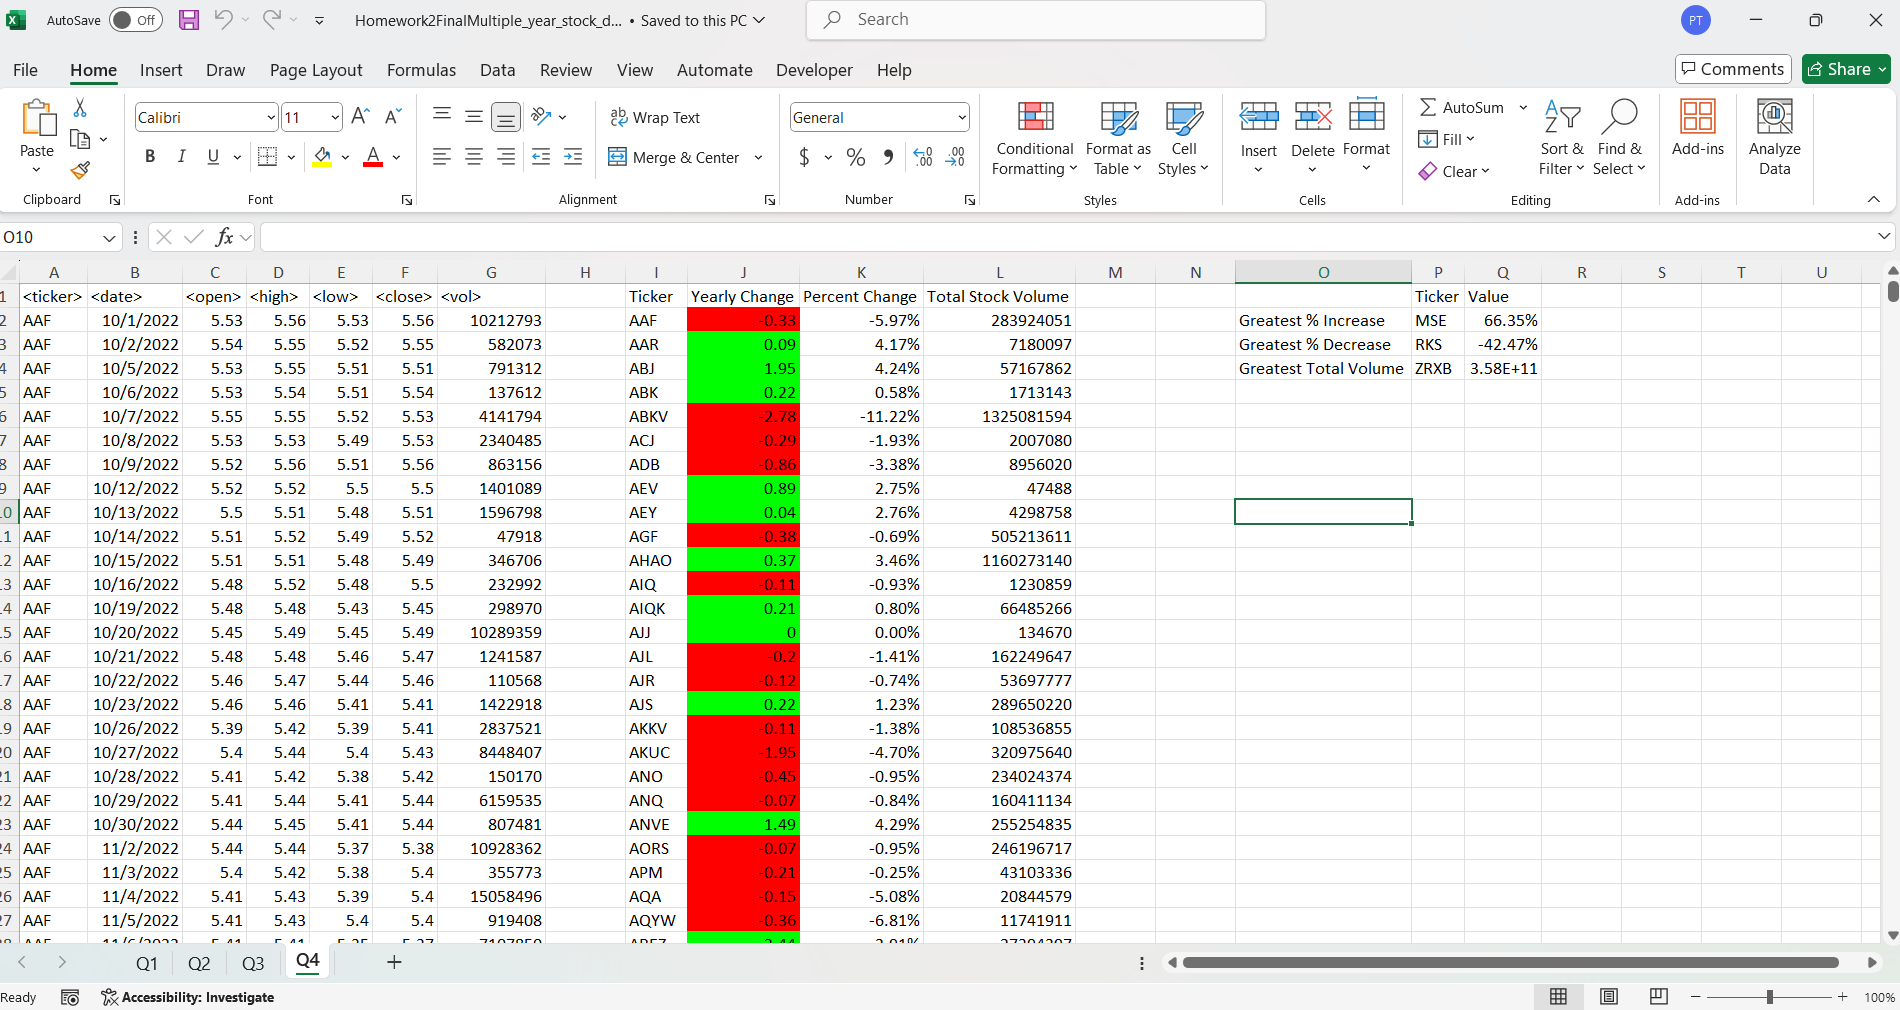 AutoSave Off Homework2FinalMultiple_year_stock_d... • Saved to this PC Search PT
File Home Insert Draw Page Layout Formulas Data Review View Automate Developer Help Comments Share
Paste Calibri 11 Wrap Text General Conditional Formatting Format as Table Cell Styles Insert Delete Format AutoSum Fill Clear Sort & Filter Find & Select Add-ins Analyze Data
B I U Merge & Center $ %
Clipboard Font Alignment Number Styles Cells Editing Add-ins
O10 fx
A B C D E F G H I J K L M N O P Q R S T U
1 <ticker> <date> <open> <high> <low> <close> <vol> Ticker Yearly Change Percent Change Total Stock Volume Ticker Value
2 AAF 10/1/2022 5.53 5.56 5.53 5.56 10212793 AAF -0.33 -5.97% 283924051 Greatest % Increase MSE 66.35%
3 AAF 10/2/2022 5.54 5.55 5.52 5.55 582073 AAR 0.09 4.17% 7180097 Greatest % Decrease RKS -42.47%
4 AAF 10/5/2022 5.53 5.55 5.51 5.51 791312 ABJ 1.95 4.24% 57167862 Greatest Total Volume ZRXB 3.58E+11
5 AAF 10/6/2022 5.53 5.54 5.51 5.54 137612 ABK 0.22 0.58% 1713143
6 AAF 10/7/2022 5.55 5.55 5.52 5.53 4141794 ABKV -2.78 -11.22% 1325081594
7 AAF 10/8/2022 5.53 5.53 5.49 5.53 2340485 ACJ -0.29 -1.93% 2007080
8 AAF 10/9/2022 5.52 5.56 5.51 5.56 863156 ADB -0.86 -3.38% 8956020
9 AAF 10/12/2022 5.52 5.52 5.5 5.5 1401089 AEV 0.89 2.75% 47488
0 AAF 10/13/2022 5.5 5.51 5.48 5.51 1596798 AEY 0.04 2.76% 4298758
1 AAF 10/14/2022 5.51 5.52 5.49 5.52 47918 AGF -0.38 -0.69% 505213611
2 AAF 10/15/2022 5.51 5.51 5.48 5.49 346706 AHAO 0.37 3.46% 1160273140
3 AAF 10/16/2022 5.48 5.52 5.48 5.5 232992 AIQ -0.11 -0.93% 1230859
4 AAF 10/19/2022 5.48 5.48 5.43 5.45 298970 AIQK 0.21 0.80% 66485266
5 AAF 10/20/2022 5.45 5.49 5.45 5.49 10289359 AJJ 0 0.00% 134670
6 AAF 10/21/2022 5.48 5.48 5.46 5.47 1241587 AJL -0.2 -1.41% 162249647
7 AAF 10/22/2022 5.46 5.47 5.44 5.46 110568 AJR -0.12 -0.74% 53697777
8 AAF 10/23/2022 5.46 5.46 5.41 5.41 1422918 AJS 0.22 1.23% 289650220
9 AAF 10/26/2022 5.39 5.42 5.39 5.41 2837521 AKKV -0.11 -1.38% 108536855
20 AAF 10/27/2022 5.4 5.44 5.4 5.43 8448407 AKUC -1.95 -4.70% 320975640
21 AAF 10/28/2022 5.41 5.42 5.38 5.42 150170 ANO -0.45 -0.95% 234024374
22 AAF 10/29/2022 5.41 5.44 5.41 5.44 6159535 ANQ -0.07 -0.84% 160411134
23 AAF 10/30/2022 5.44 5.45 5.41 5.44 807481 ANVE 1.49 4.29% 255254835
24 AAF 11/2/2022 5.44 5.44 5.37 5.38 10928362 AORS -0.07 -0.95% 246196717
25 AAF 11/3/2022 5.4 5.42 5.38 5.4 355773 APM -0.21 -0.25% 43103336
26 AAF 11/4/2022 5.41 5.43 5.39 5.4 15058496 AQA -0.15 -5.08% 20844579
27 AAF 11/5/2022 5.41 5.43 5.4 5.4 919408 AQYW -0.36 -6.81% 11741911
Q1 Q2 Q3 Q4
Ready Accessibility: Investigate 100%